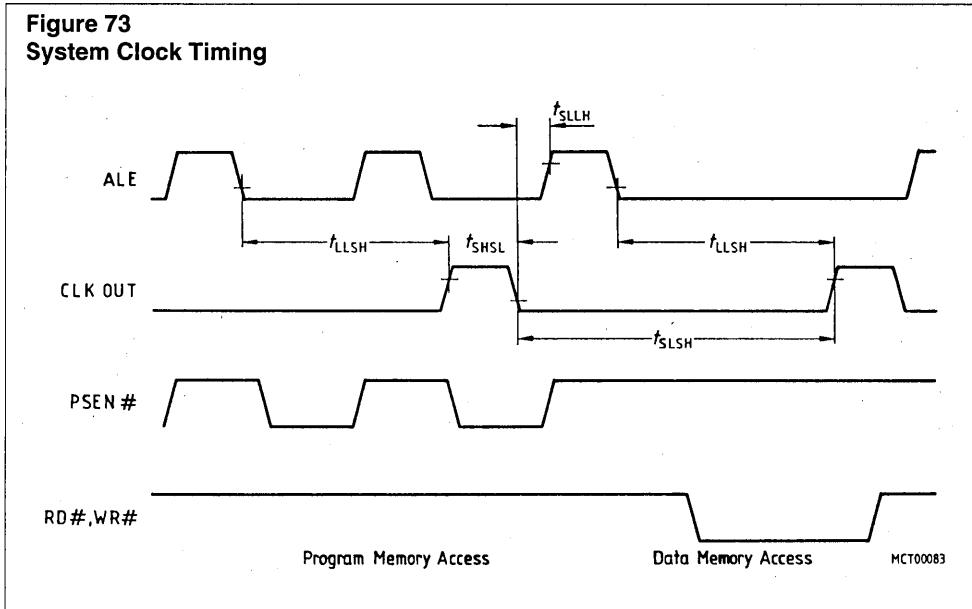 Figure 73
System Clock Timing
tSLLH
ALE
tLLSH tSHSL tLLSH
CLK OUT
tSLSH
PSEN #
RD#,WR#
Program Memory Access Data Memory Access MCT00083